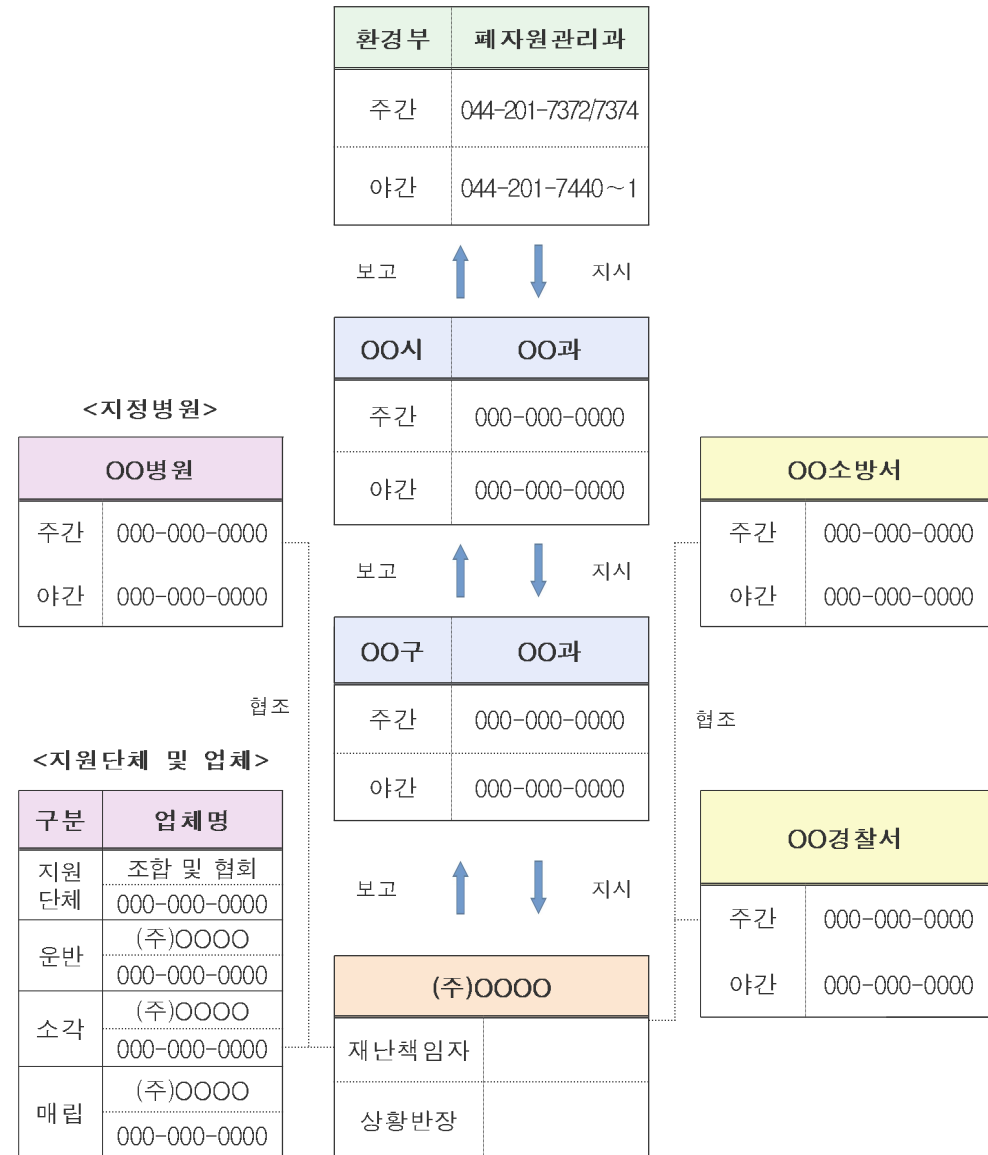 환경부 폐자원관리과
주간 044-201-7372/7374
야간 044-201-7440~1
보고 지시
OO시 OO과
주간 000-000-0000
야간 000-000-0000
<지정병원>
OO병원
주간 000-000-0000
야간 000-000-0000
OO소방서
주간 000-000-0000
야간 000-000-0000
보고 지시
OO구 OO과
주간 000-000-0000
야간 000-000-0000
협조
협조
<지원단체 및 업체>
구분 업체명
지원
단체
조합 및 협회
000-000-0000
운반
(주)OOOO
000-000-0000
소각
(주)OOOO
000-000-0000
매립
(주)OOOO
000-000-0000
보고 지시
OO경찰서
주간 000-000-0000
야간 000-000-0000
(주)OOOO
재난책임자
상황반장